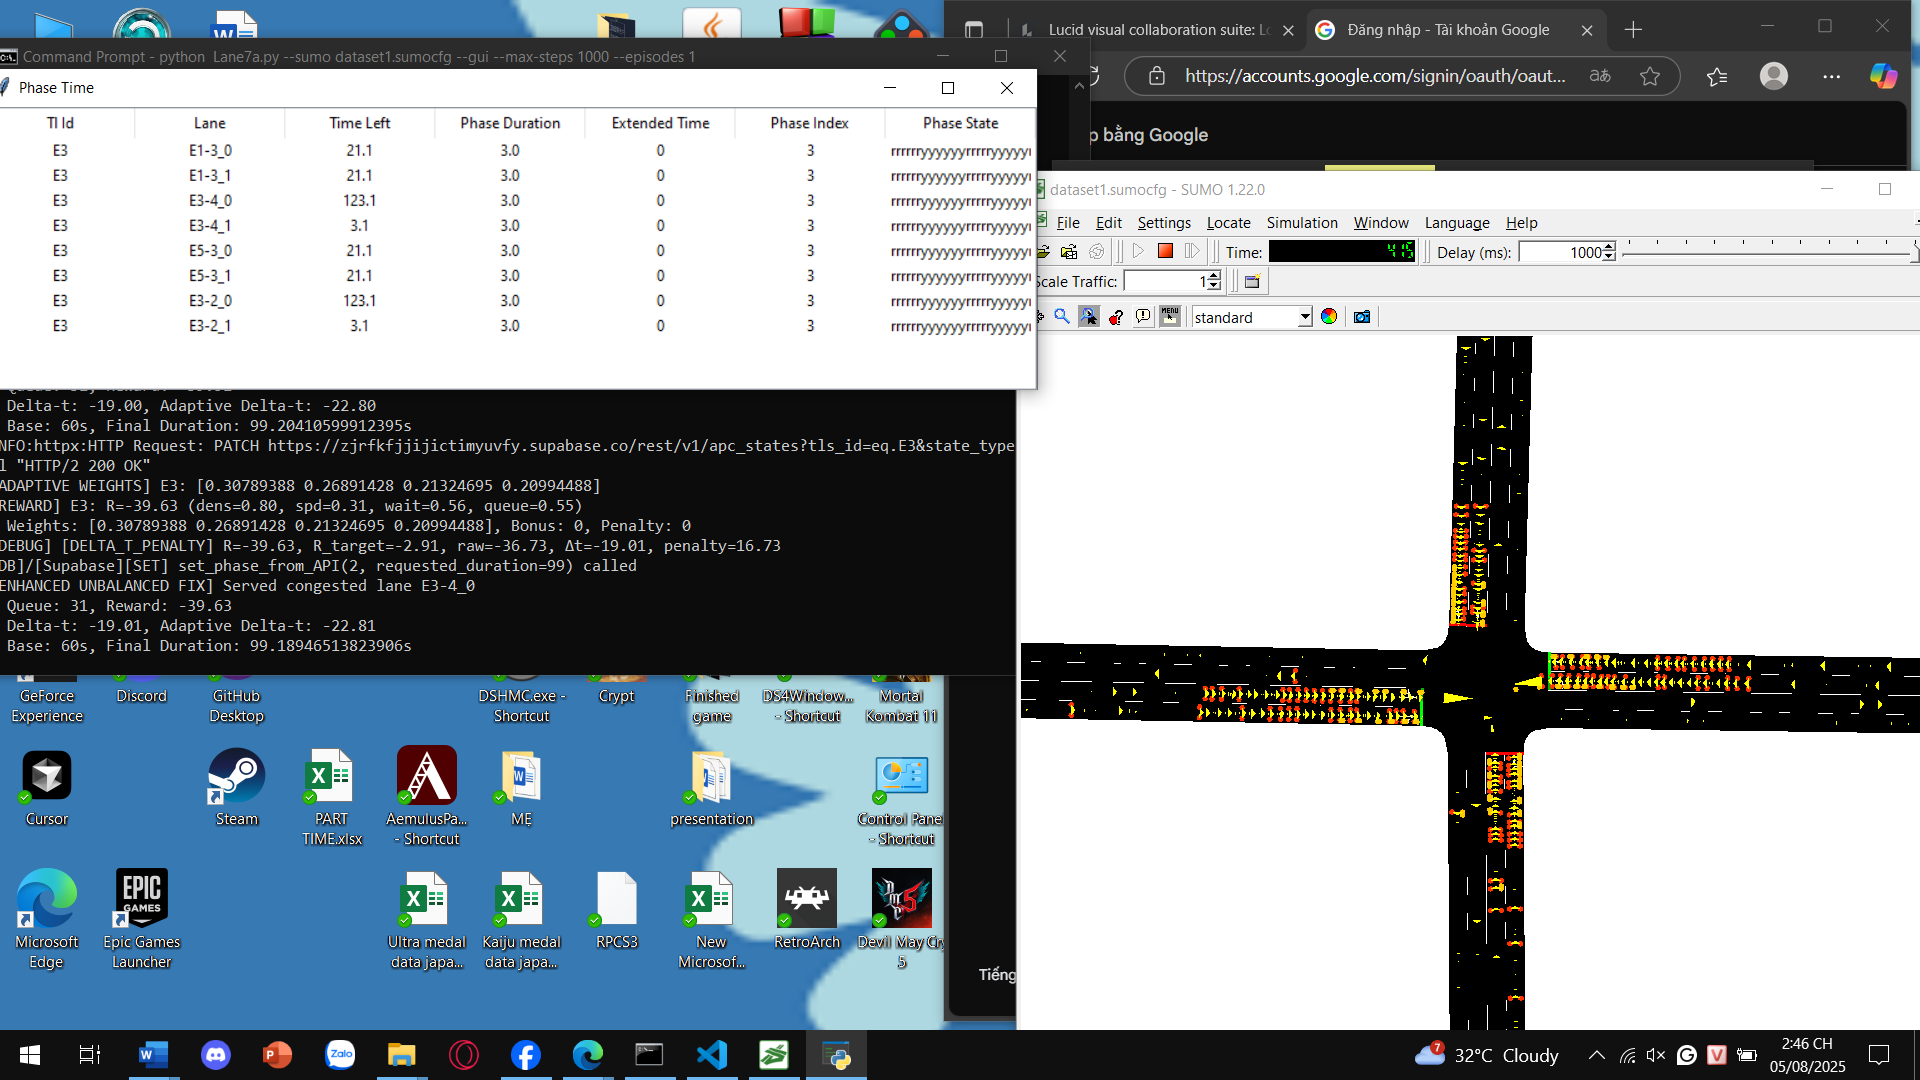 Lucid visual collaboration suite: Lo
Đăng nhập - Tài khoản Google
Command Prompt - python Lane7a.py --sumo dataset1.sumocfg --gui --max-steps 1000 --episodes 1
https://accounts.google.com/signin/oauth/oaut...
Phase Time
p bằng Google
Tl Id Lane Time Left Phase Duration Extended Time Phase Index Phase State
E3 E1-3_0 21.1 3.0 0 3 rrrrrryyyyyyrrrrrryyyyyy
E3 E1-3_1 21.1 3.0 0 3 rrrrrryyyyyyrrrrrryyyyyy
E3 E3-4_0 123.1 3.0 0 3 rrrrrryyyyyyrrrrrryyyyyy
E3 E3-4_1 3.1 3.0 0 3 rrrrrryyyyyyrrrrrryyyyyy
E3 E5-3_0 21.1 3.0 0 3 rrrrrryyyyyyrrrrrryyyyyy
E3 E5-3_1 21.1 3.0 0 3 rrrrrryyyyyyrrrrrryyyyyy
E3 E3-2_0 123.1 3.0 0 3 rrrrrryyyyyyrrrrrryyyyyy
E3 E3-2_1 3.1 3.0 0 3 rrrrrryyyyyyrrrrrryyyyyy
dataset1.sumocfg - SUMO 1.22.0
File Edit Settings Locate Simulation Window Language Help
Time: 415 Delay (ms): 1000
Scale Traffic: 1
MENU standard
Delta-t: -19.00, Adaptive Delta-t: -22.80
Base: 60s, Final Duration: 99.20410599912395s
NFO:httpx:HTTP Request: PATCH https://zjrfkfjjijictimyuvfy.supabase.co/rest/v1/apc_states?tls_id=eq.E3&state_type
l "HTTP/2 200 OK"
ADAPTIVE WEIGHTS] E3: [0.30789388 0.26891428 0.21324695 0.20994488]
REWARD] E3: R=-39.63 (dens=0.80, spd=0.31, wait=0.56, queue=0.55)
Weights: [0.30789388 0.26891428 0.21324695 0.20994488], Bonus: 0, Penalty: 0
DEBUG] [DELTA_T_PENALTY] R=-39.63, R_target=-2.91, raw=-36.73, Δt=-19.01, penalty=16.73
DB]/[Supabase][SET] set_phase_from_API(2, requested_duration=99) called
ENHANCED UNBALANCED FIX] Served congested lane E3-4_0
Queue: 31, Reward: -39.63
Delta-t: -19.01, Adaptive Delta-t: -22.81
Base: 60s, Final Duration: 99.18946513823906s
GeForce Experience
Discord
GitHub Desktop
DSHMC.exe - Shortcut
Crypt
Finished game
DS4Window... - Shortcut
Mortal Kombat 11
Cursor
Steam
PART TIME.xlsx
AemulusPa... - Shortcut
ME
presentation
Control Pane - Shortcut
Microsoft Edge
EPIC GAMES
Epic Games Launcher
Ultra medal data japa...
Kaiju medal data japa...
RPCS3
New Microsof...
RetroArch
Devil May Cry 5
Tiếng
Zalo
7
32°C Cloudy
2:46 CH
05/08/2025